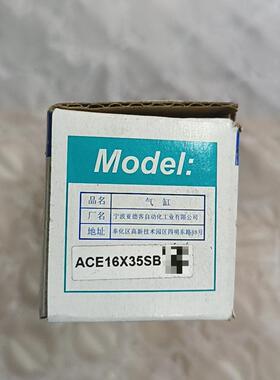 Model:
品名 气缸
厂名 宁波亚德客自动化工业有限公司
地址 奉化区高新技术园区四明东路88号
ACE16X35SB